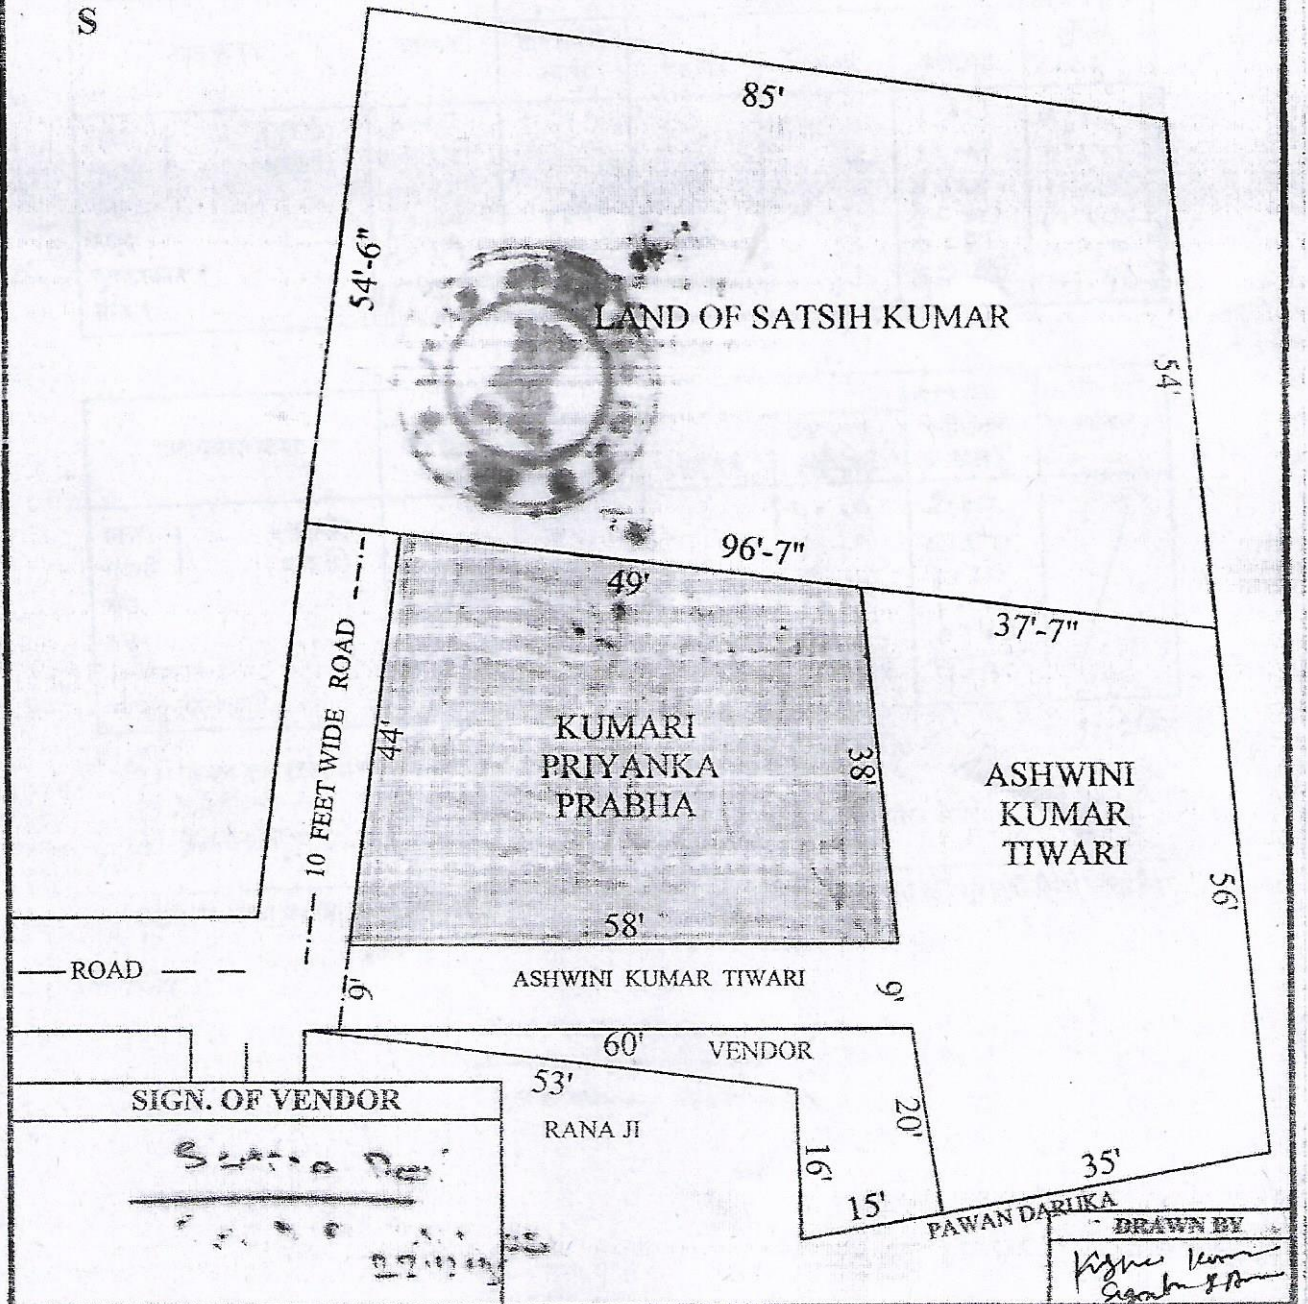 S
85'
54'-6"
LAND OF SATSIH KUMAR
54'
96'-7"
49'
37'-7"
10 FEET WIDE ROAD
44'
KUMARI
PRIYANKA
PRABHA
38'
ASHWINI
KUMAR
TIWARI
56'
58'
ROAD
9'
ASHWINI KUMAR TIWARI
9'
60'
VENDOR
53'
SIGN. OF VENDOR
RANA JI
20'
16'
15'
35'
PAWAN DARUKA
DRAWN BY